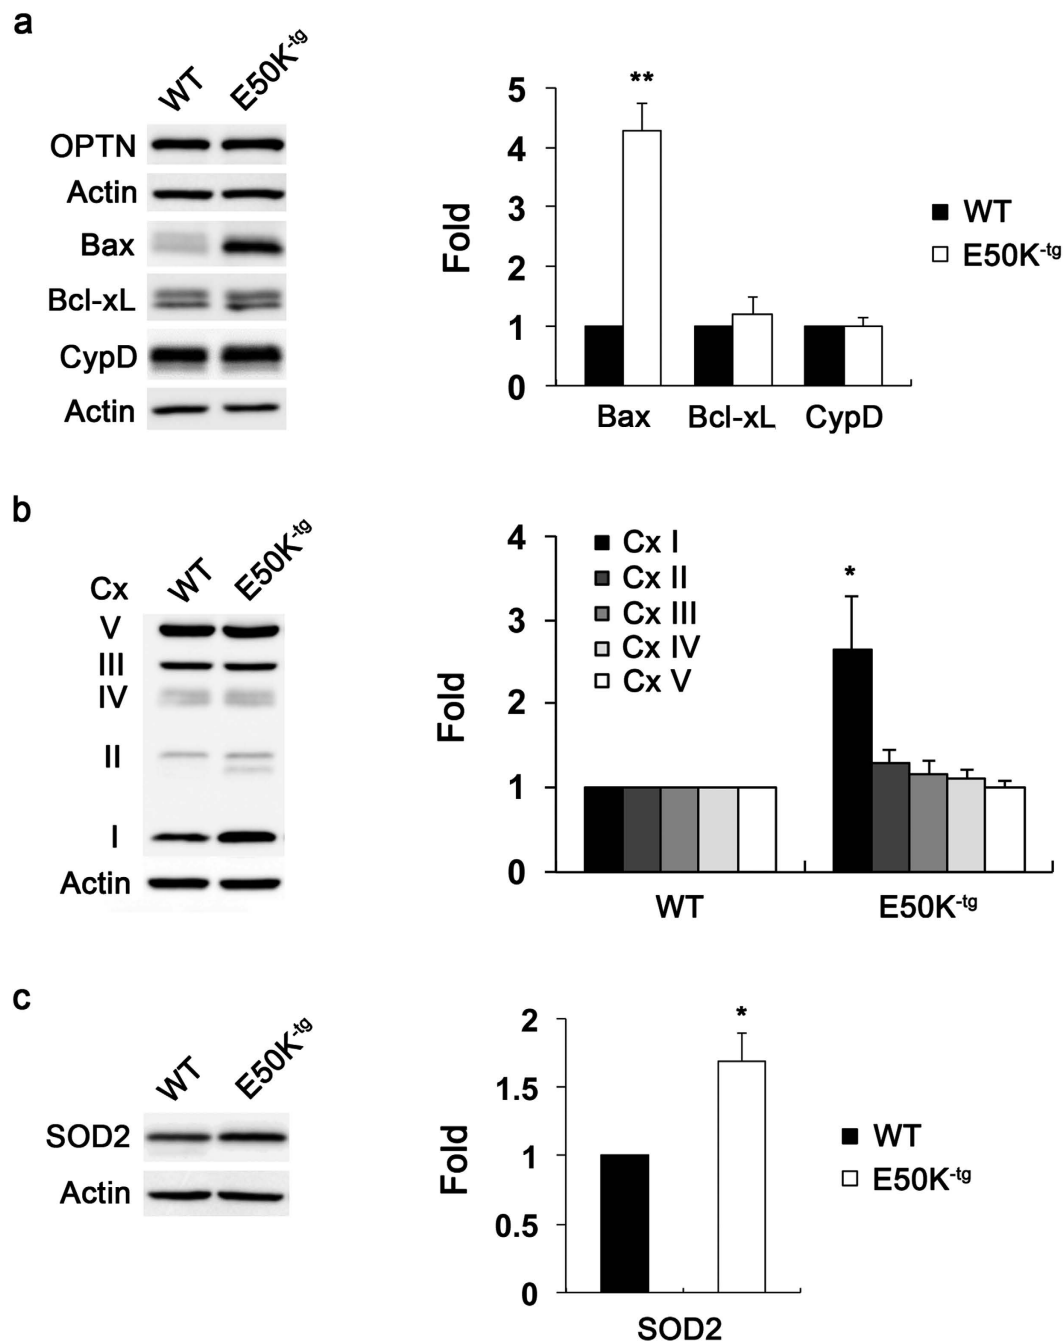 a
WT E50K-tg
OPTN
Actin
Bax
Bcl-xL
CypD
Actin
Fold
5
4
3
2
1
0
**
Bax Bcl-xL CypD
WT
E50K-tg
b
Cx WT E50K-tg
V
III
IV
II
I
Actin
Fold
4
3
2
1
0
Cx I
Cx II
Cx III
Cx IV
Cx V
*
WT E50K-tg
c
WT E50K-tg
SOD2
Actin
Fold
2
1.5
1
0.5
0
*
SOD2
WT
E50K-tg